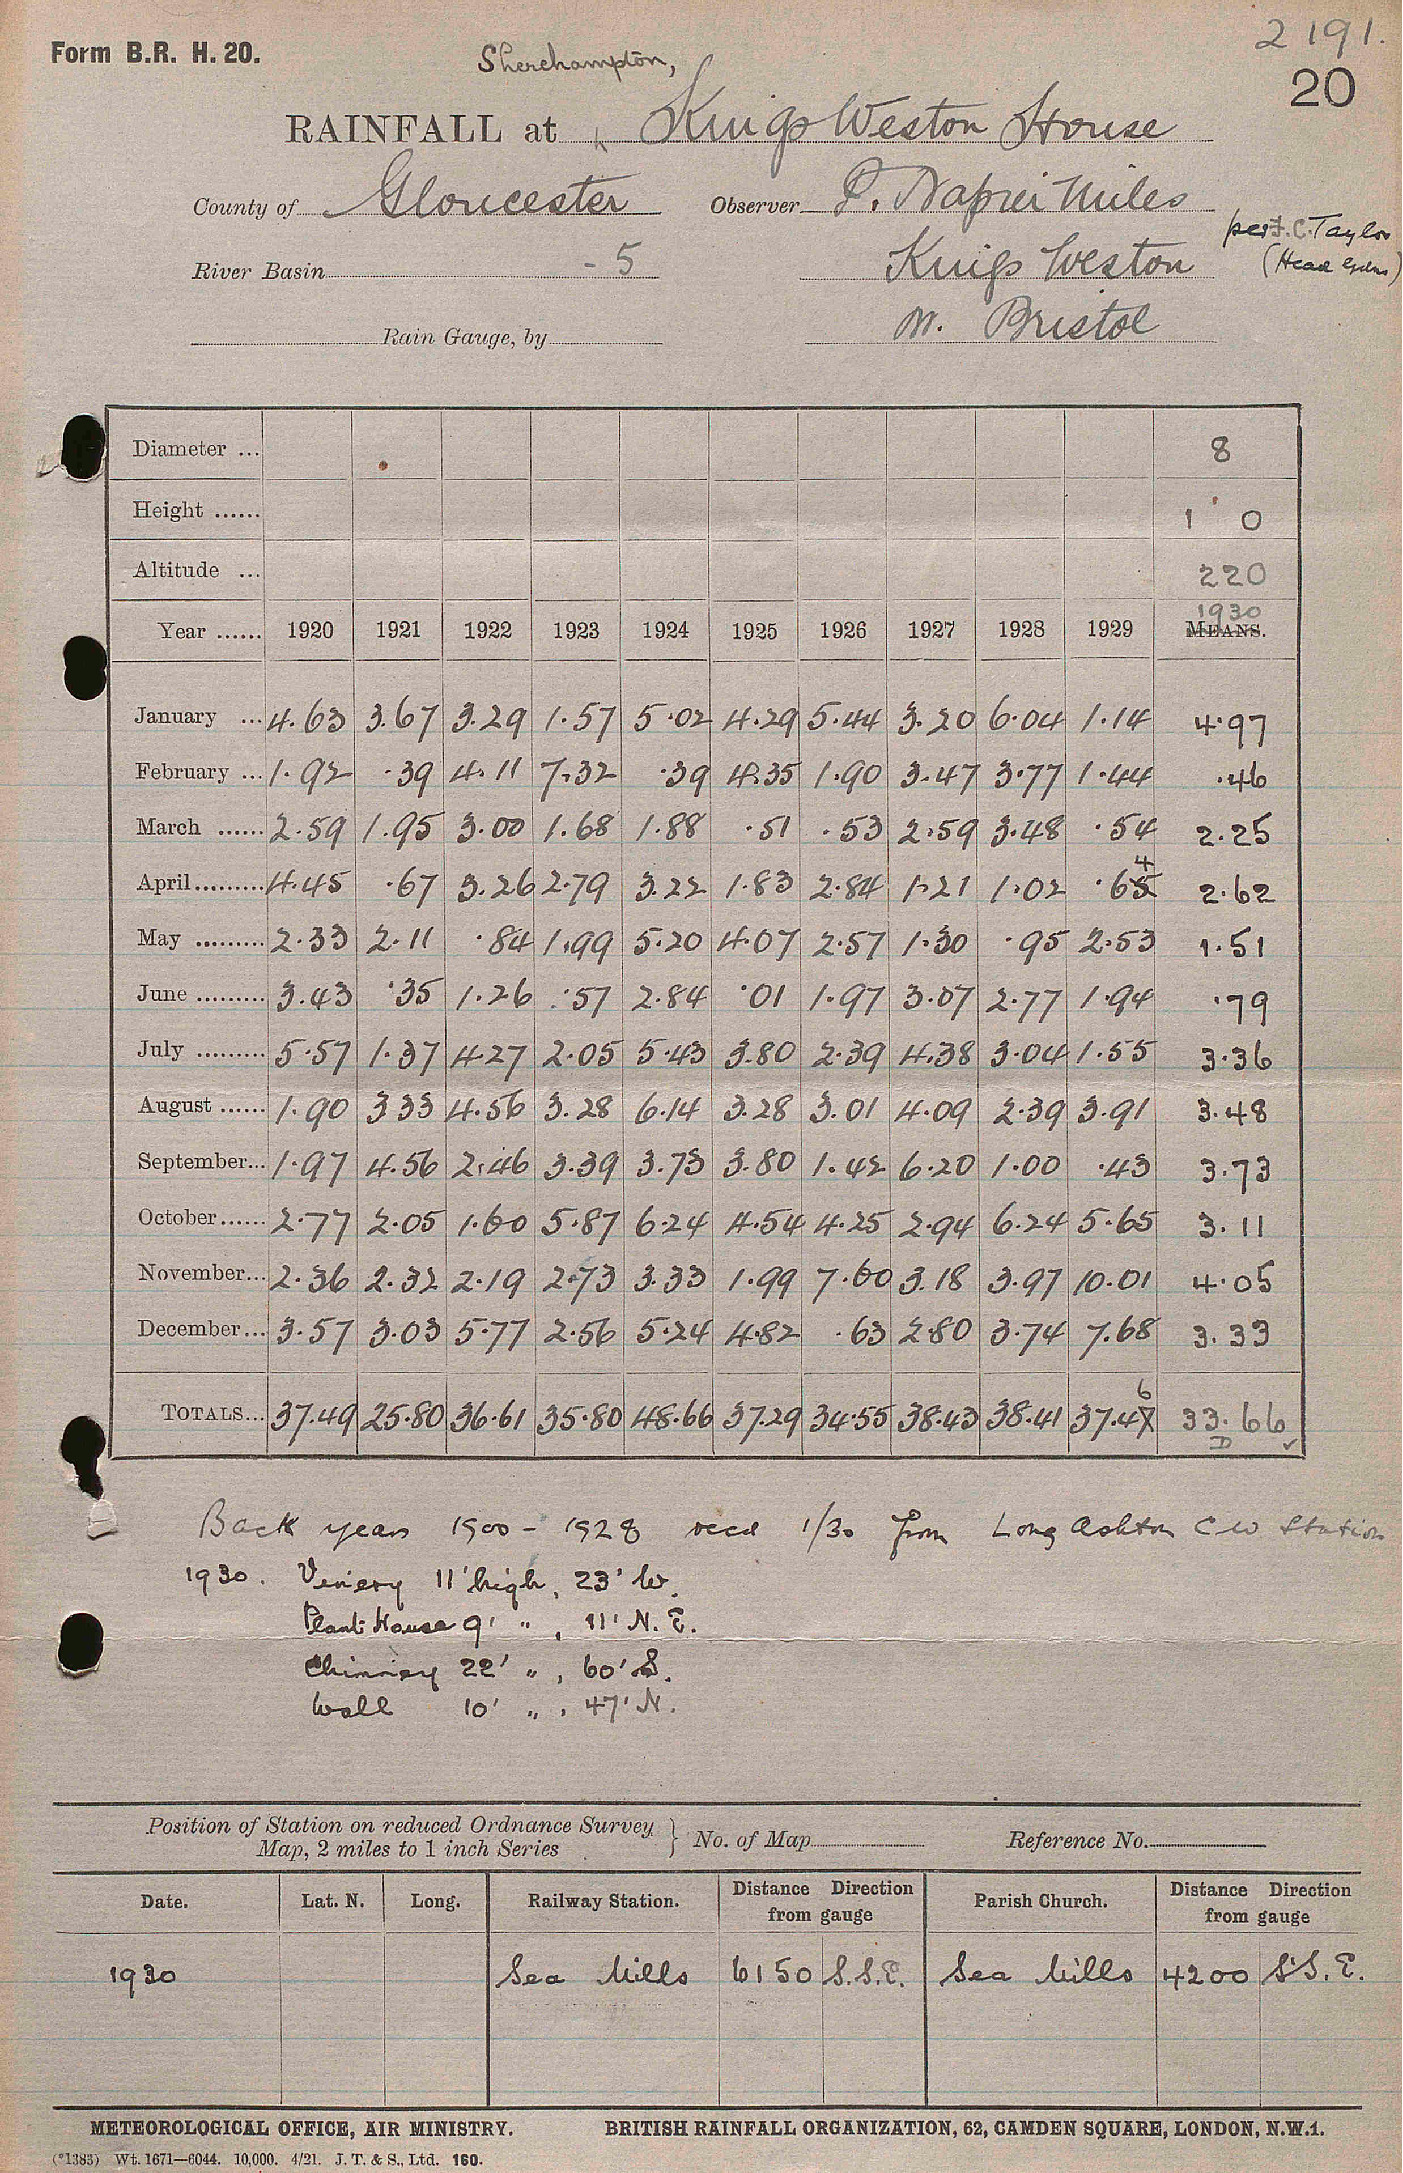 2191.
Form B.R. H. 20.
Shirehampton,
20
RAINFALL at Kings Weston House
County of Gloucester Observer P. Napier Miles
per F. C. Taylor
River Basin - 5 Kings Weston
(Head Gdnr)
Rain Gauge, by nr. Bristol
Diameter ... 8
Height ...... 1' 0
Altitude ... 220
1930
Year ...... 1920 1921 1922 1923 1924 1925 1926 1927 1928 1929 MEANS.
January ... 4.63 3.67 3.29 1.57 5.02 4.29 5.44 3.20 6.04 1.14 4.97
February ... 1.92 .39 4.11 7.32 .39 4.35 1.90 3.47 3.77 1.44 .46
March ...... 2.59 1.95 3.00 1.68 1.88 .51 .53 2.59 3.48 .54 2.25
4
April......... 4.45 .67 3.26 2.79 3.22 1.83 2.84 1.21 1.02 .65 2.62
May ......... 2.33 2.11 .84 1.99 5.20 4.07 2.57 1.30 .95 2.53 1.51
June ......... 3.43 .35 1.26 .57 2.84 .01 1.97 3.07 2.77 1.94 .79
July ......... 5.57 1.37 4.27 2.05 5.43 3.80 2.39 4.38 3.04 1.55 3.36
August ...... 1.90 3 33 4.56 3.28 6.14 3.28 3.01 4.09 2.39 3.91 3.48
September... 1.97 4.56 2.46 3.39 3.73 3.80 1.42 6.20 1.00 .43 3.73
October...... 2.77 2.05 1.60 5.87 6.24 4.54 4.25 2.94 6.24 5.65 3.11
November... 2.36 2.32 2.19 2.73 3.33 1.99 7.60 3.18 3.97 10.01 4.05
December... 3.57 3.03 5.77 2.56 5.24 4.82 .63 2.80 3.74 7.68 3.33
6
TOTALS... 37.49 25.80 36.61 35.80 48.66 37.29 34.55 38.43 38.41 37.47 33.66
D ✓
Back years 1900 - 1928 recd 1/30 from Long Ashton C W Station
1930. Vinery 11' high, 23' W.
Plant House 9' " , 11' N. E.
Chimney 22' " , 60' S.
Wall 10' " , 47' N.
Position of Station on reduced Ordnance Survey
Map, 2 miles to 1 inch Series } No. of Map Reference No.
Date. Lat. N. Long. Railway Station. Distance Direction from gauge Parish Church. Distance Direction from gauge
1930 Sea Mills 6150 S.S.E. Sea Mills 4200 S.S.E.
METEOROLOGICAL OFFICE, AIR MINISTRY. BRITISH RAINFALL ORGANIZATION, 62, CAMDEN SQUARE, LONDON, N.W.1.
(*1383) Wt. 1671—6044. 10,000. 4/21. J. T. & S., Ltd. 160.